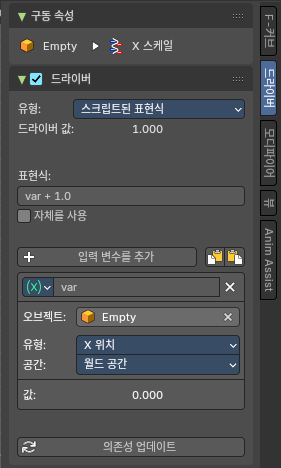 구동 속성
Empty
X 스케일
드라이버
유형: 스크립트된 표현식
드라이버 값: 1.000
표현식:
var + 1.0
자체를 사용
입력 변수를 추가
(x) var
오브젝트: Empty
유형: X 위치
공간: 월드 공간
값: 0.000
의존성 업데이트
F-커브
드라이버
모디파이어
뷰
Anim Assist